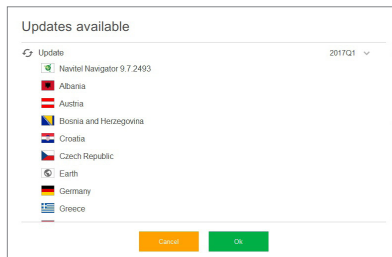 Updates available
Update 2017Q1
Navitel Navigator 9.7.2493
Albania
Austria
Bosnia and Herzegovina
Croatia
Czech Republic
Earth
Germany
Greece
Cancel Ok